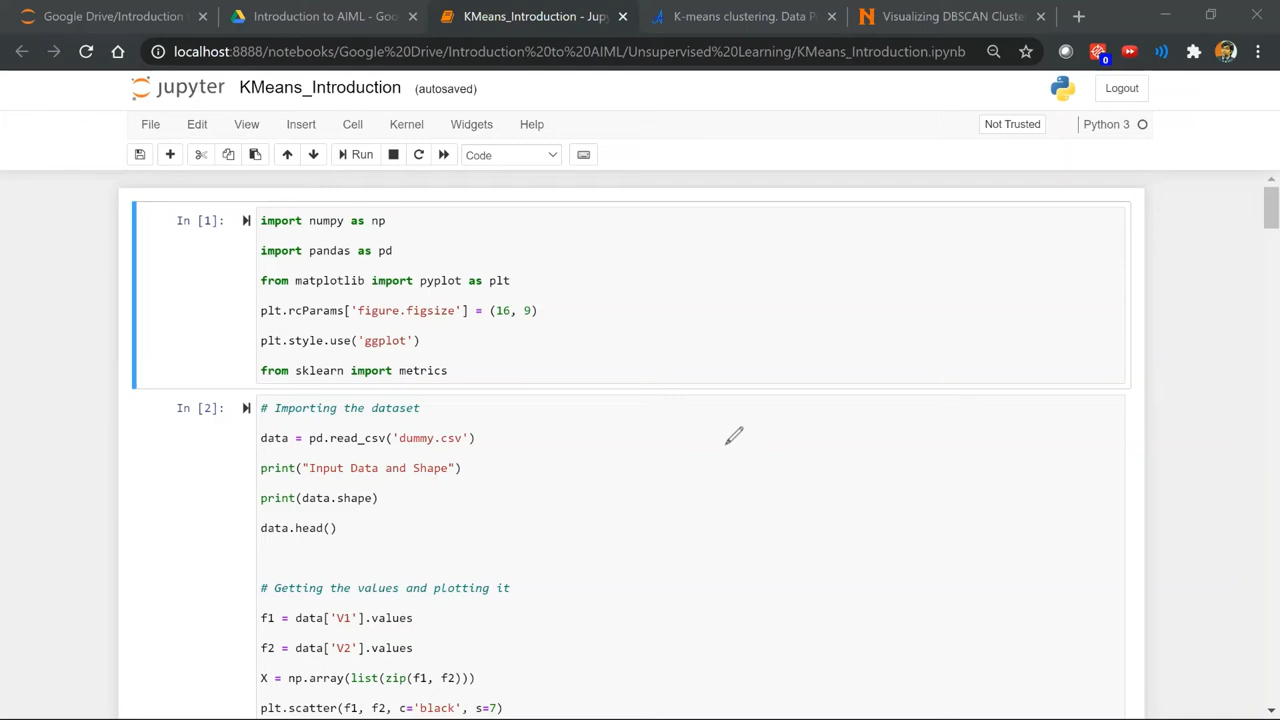 Google Drive/Introduction to
Introduction to AIML - Goo
KMeans_Introduction - Jup
K-means clustering. Data P
Visualizing DBSCAN Cluste
localhost:8888/notebooks/Google%20Drive/Introduction%20to%20AIML/Unsupervised%20Learning/KMeans_Introduction.ipynb
0
jupyter KMeans_Introduction (autosaved)
Logout
File Edit View Insert Cell Kernel Widgets Help
Not Trusted
Python 3
Run
Code
In [1]:
import numpy as np
import pandas as pd
from matplotlib import pyplot as plt
plt.rcParams['figure.figsize'] = (16, 9)
plt.style.use('ggplot')
from sklearn import metrics
In [2]:
# Importing the dataset
data = pd.read_csv('dummy.csv')
print("Input Data and Shape")
print(data.shape)
data.head()
# Getting the values and plotting it
f1 = data['V1'].values
f2 = data['V2'].values
X = np.array(list(zip(f1, f2)))
plt.scatter(f1, f2, c='black', s=7)